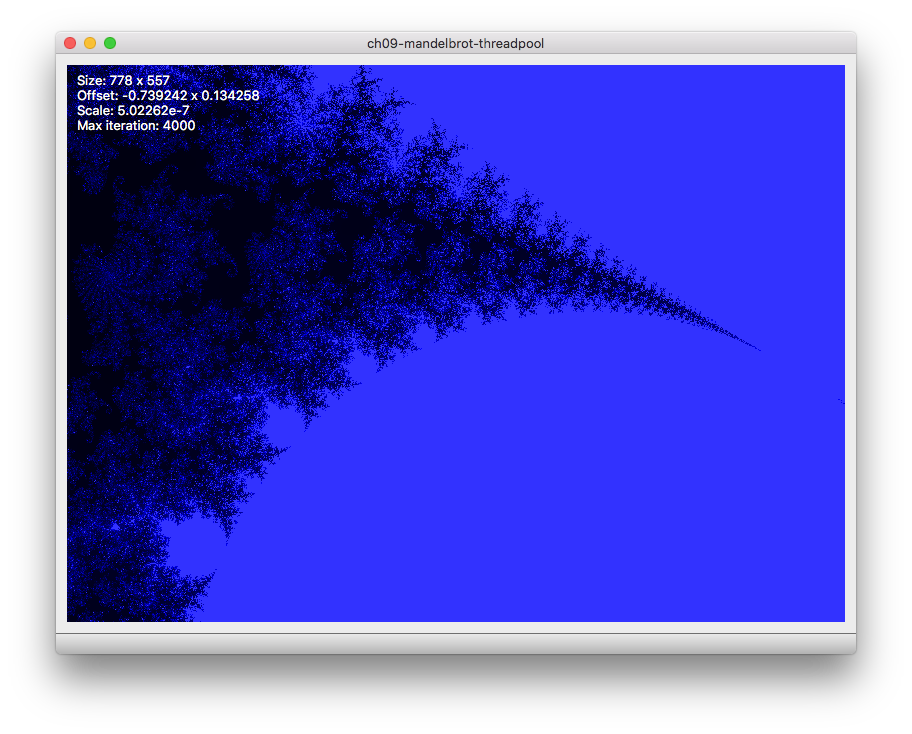 ch09-mandelbrot-threadpool
Size: 778 x 557
Offset: -0.739242 x 0.134258
Scale: 5.02262e-7
Max iteration: 4000